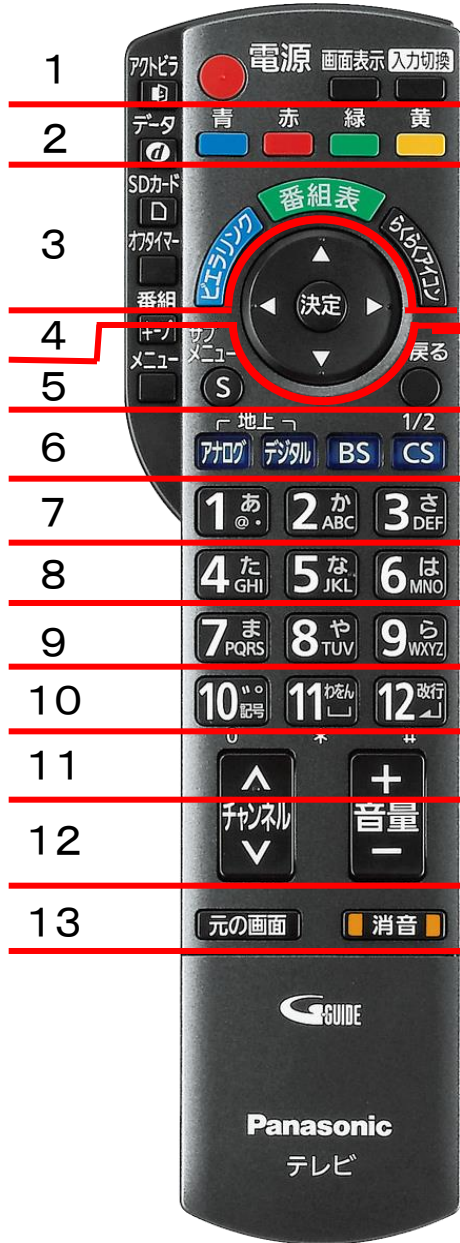 1 アクトビラ 電源 画面表示 入力切換
2 データ d 青 赤 緑 黄
3 SDカード 番組表
ピエラリンク らくらくアイコン
オフタイマー
決定
番組
4 キープ サブ
メニュー メニュー 戻る
5 S
地上 1/2
6 アナログ デジタル BS CS
7 1 あ @. 2 か ABC 3 さ DEF
8 4 た GHI 5 な JKL 6 は MNO
9 7 ま PQRS 8 や TUV 9 ら WXYZ
10 10 ゛゜ 記号 11 わをん 12 改行
0 * #
11 +
12 チャンネル 音量
-
13 元の画面 消音
G-GUIDE
Panasonic
テレビ